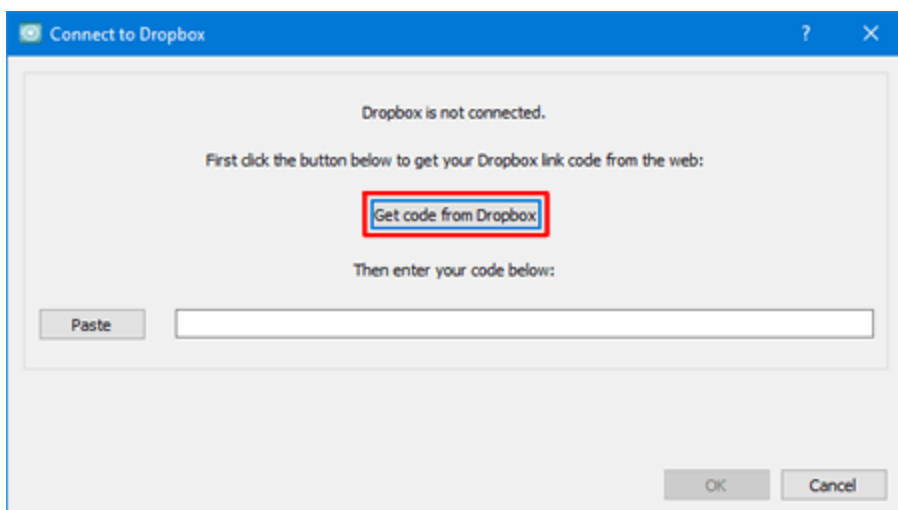 Connect to Dropbox
?
Dropbox is not connected.
First click the button below to get your Dropbox link code from the web:
Get code from Dropbox
Then enter your code below:
Paste
OK
Cancel